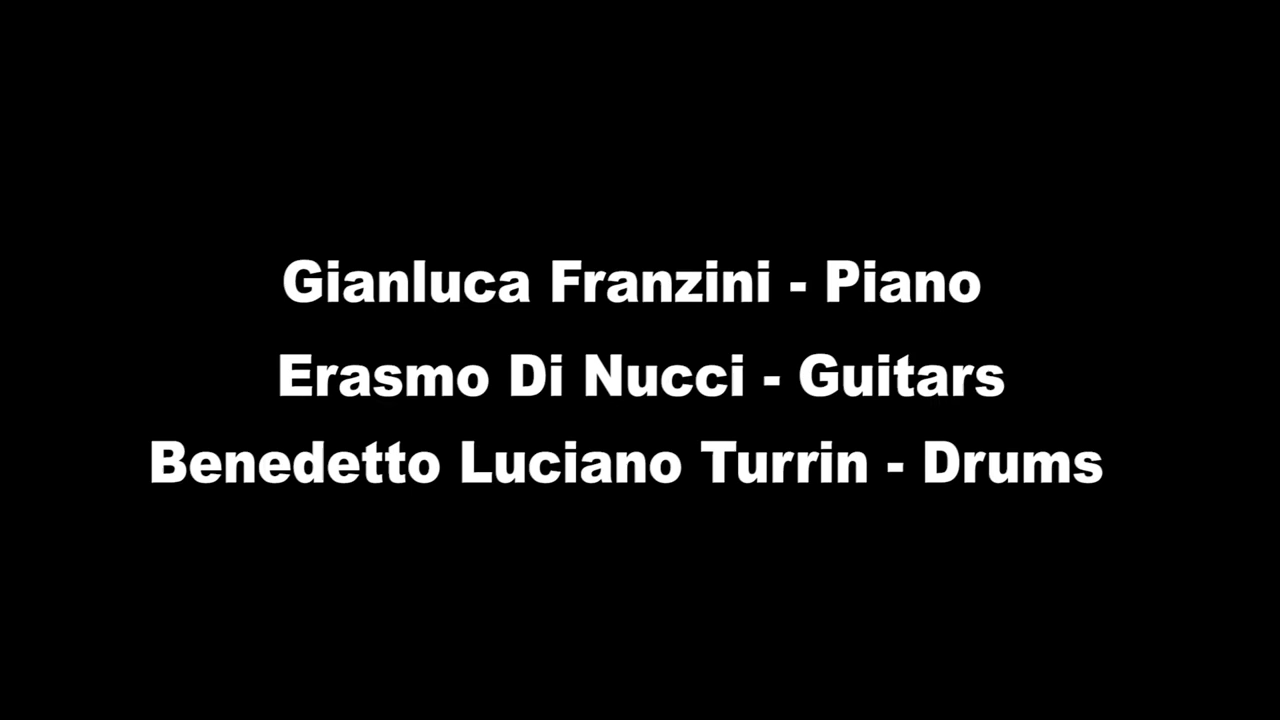 Gianluca Franzini - Piano
Erasmo Di Nucci - Guitars
Benedetto Luciano Turrin - Drums